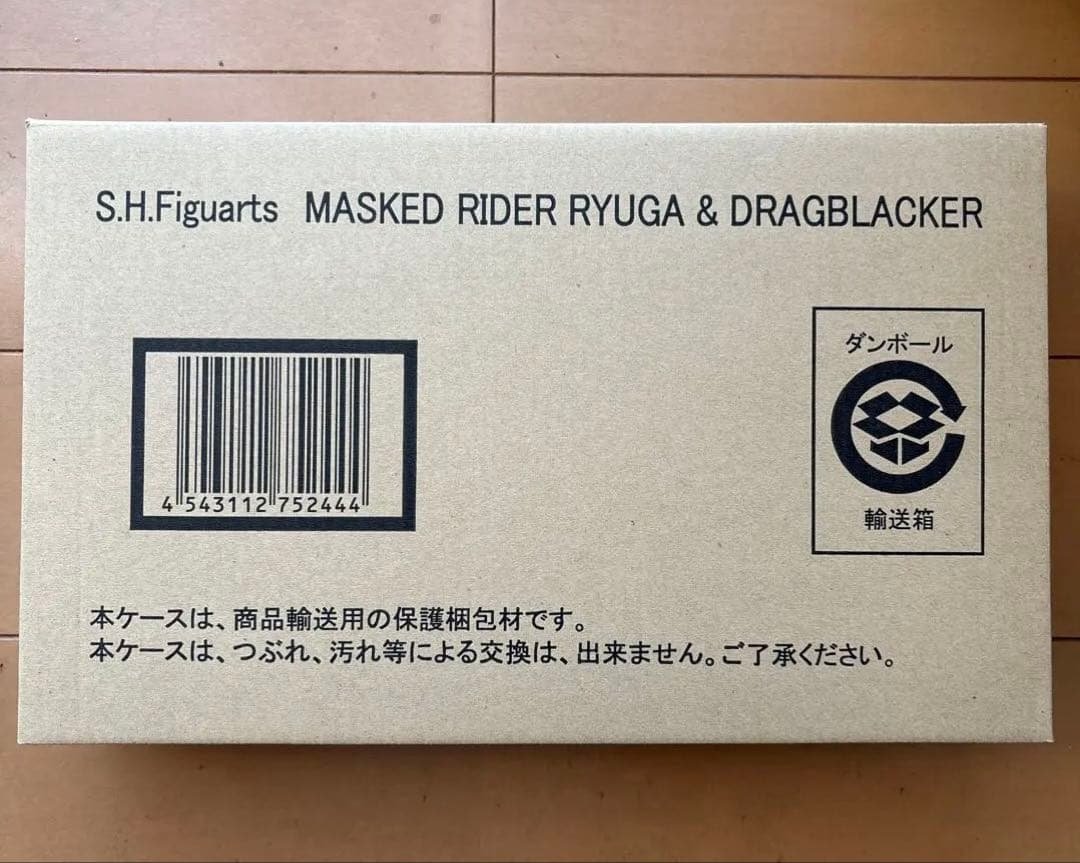 S.H.Figuarts MASKED RIDER RYUGA & DRAGBLACKER
4 543112 752444
ダンボール
輸送箱
本ケースは、商品輸送用の保護梱包材です。
本ケースは、つぶれ、汚れ等による交換は、出来ません。ご了承ください。